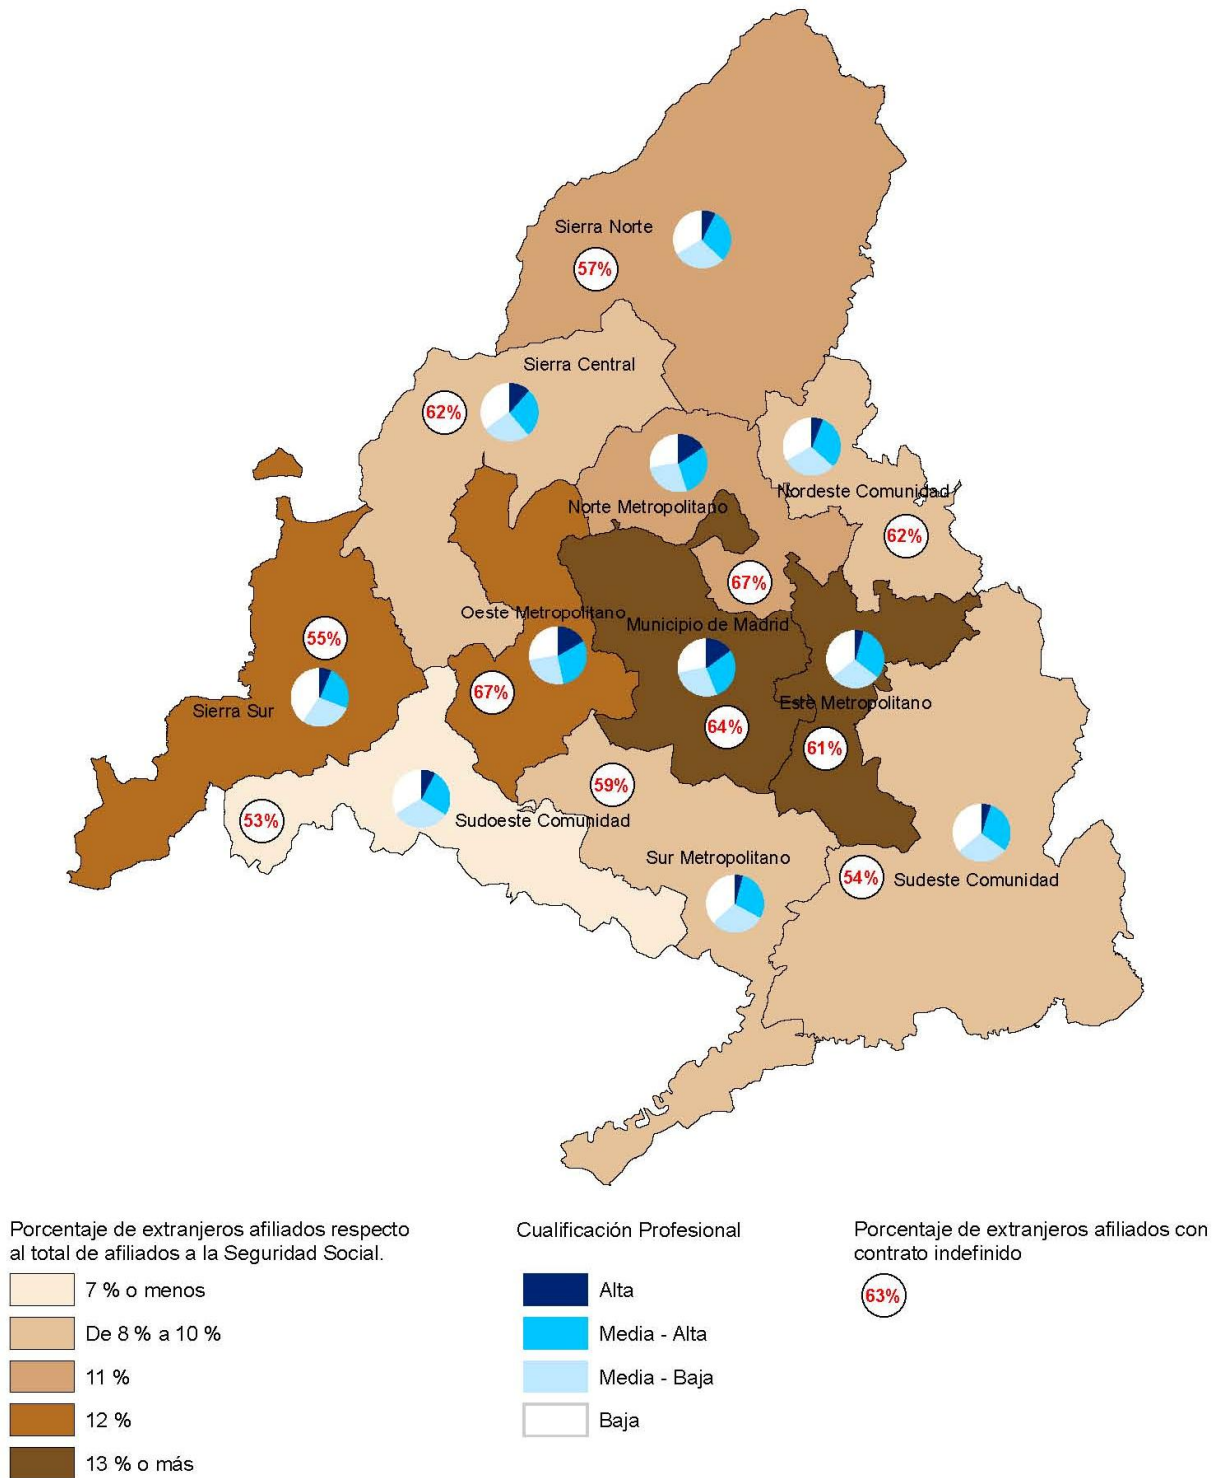 Sierra Norte
57%
Sierra Central
62%
Norte Metropolitano
Nordeste Comunidad
62%
67%
Oeste Metropolitano
Municipio de Madrid
55%
67%
Sierra Sur
Este Metropolitano
64%
61%
59%
53%
Sudoeste Comunidad
Sur Metropolitano
54%
Sudeste Comunidad
Porcentaje de extranjeros afiliados respecto
al total de afiliados a la Seguridad Social.
7 % o menos
De 8 % a 10 %
11 %
12 %
13 % o más
Cualificación Profesional
Alta
Media - Alta
Media - Baja
Baja
Porcentaje de extranjeros afiliados con
contrato indefinido
63%